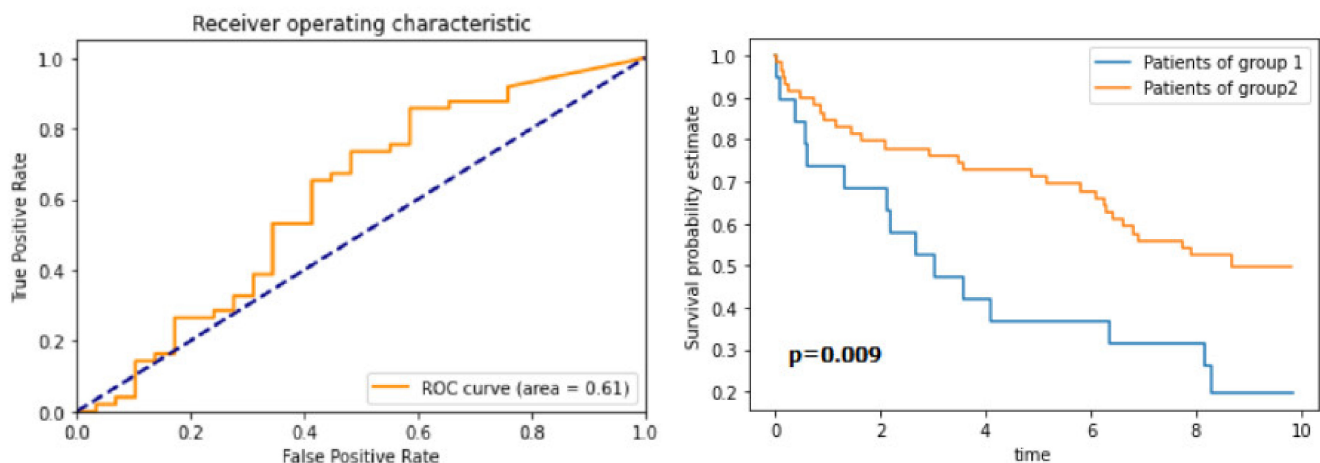 Receiver operating characteristic
True Positive Rate
1.0
0.8
0.6
0.4
0.2
0.0
ROC curve (area = 0.61)
0.0 0.2 0.4 0.6 0.8 1.0
False Positive Rate
Survival probability estimate
1.0
0.9
0.8
0.7
0.6
0.5
0.4
0.3
0.2
Patients of group 1
Patients of group2
p=0.009
0 2 4 6 8 10
time